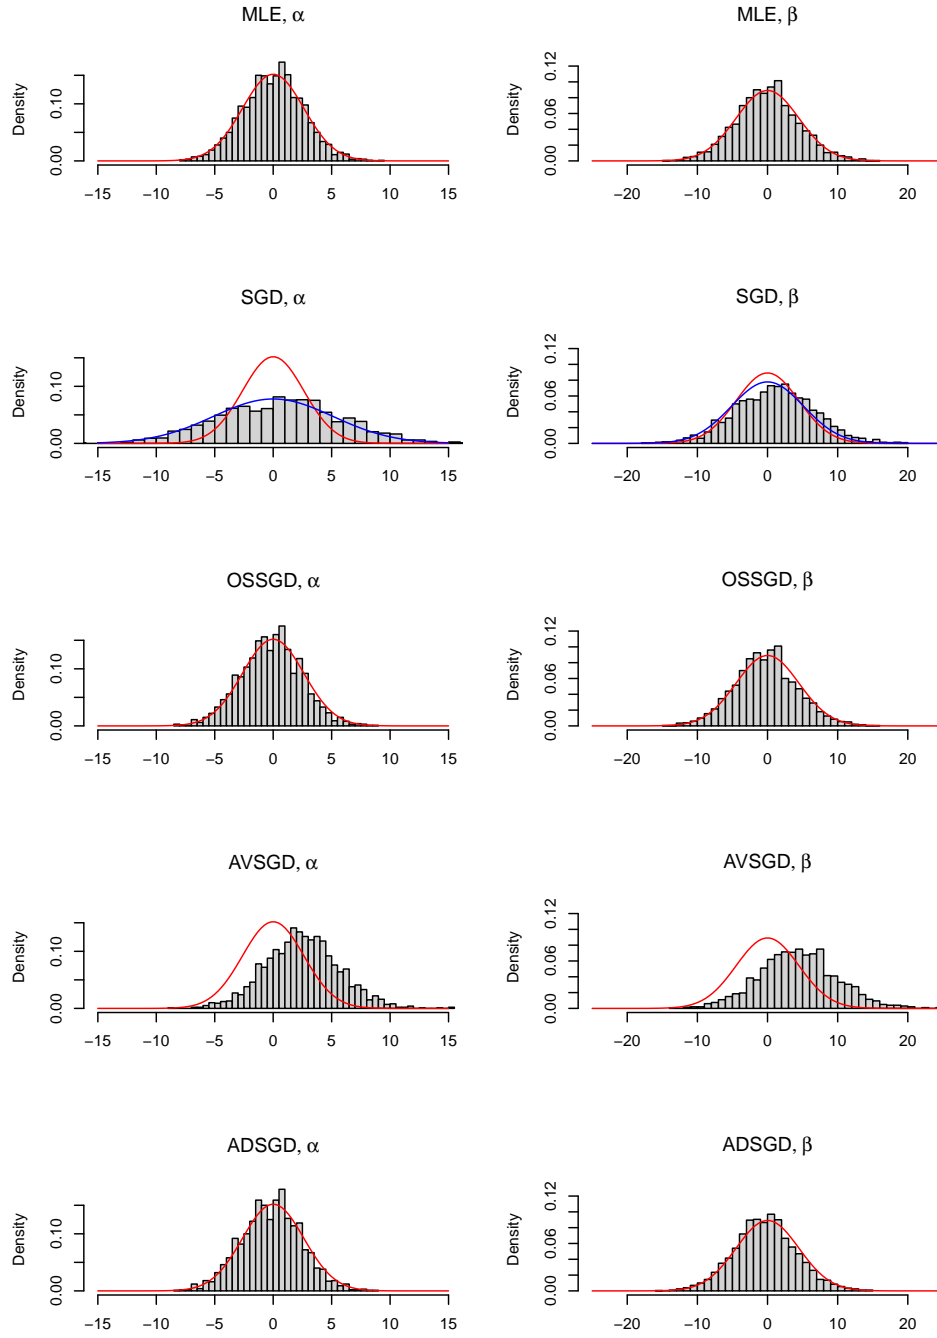 MLE, α
Density
0.00 0.10
−15 −10 −5 0 5 10 15
MLE, β
Density
0.00 0.06 0.12
−20 −10 0 10 20
SGD, α
Density
0.00 0.10
−15 −10 −5 0 5 10 15
SGD, β
Density
0.00 0.06 0.12
−20 −10 0 10 20
OSSGD, α
Density
0.00 0.10
−15 −10 −5 0 5 10 15
OSSGD, β
Density
0.00 0.06 0.12
−20 −10 0 10 20
AVSGD, α
Density
0.00 0.10
−15 −10 −5 0 5 10 15
AVSGD, β
Density
0.00 0.06 0.12
−20 −10 0 10 20
ADSGD, α
Density
0.00 0.10
−15 −10 −5 0 5 10 15
ADSGD, β
Density
0.00 0.06 0.12
−20 −10 0 10 20